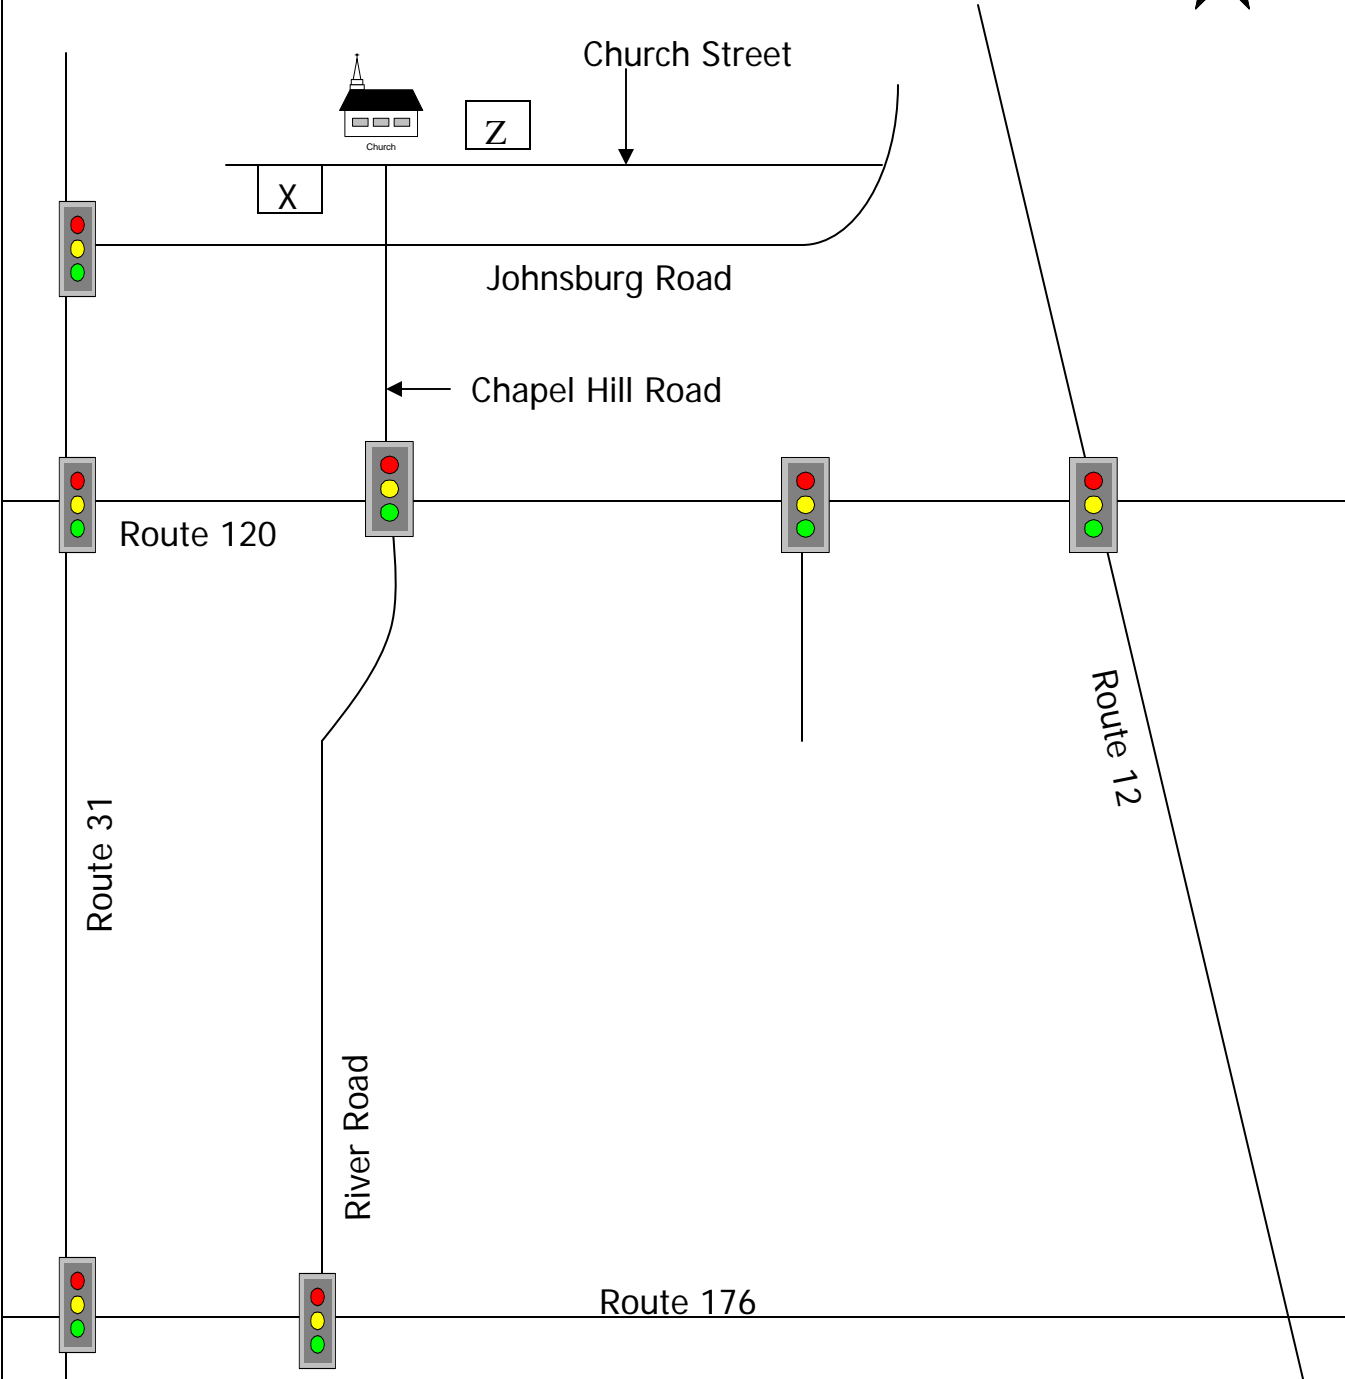 Church Street
Z
Church
X
Johnsburg Road
Chapel Hill Road
Route 120
Route 12
Route 31
River Road
Route 176